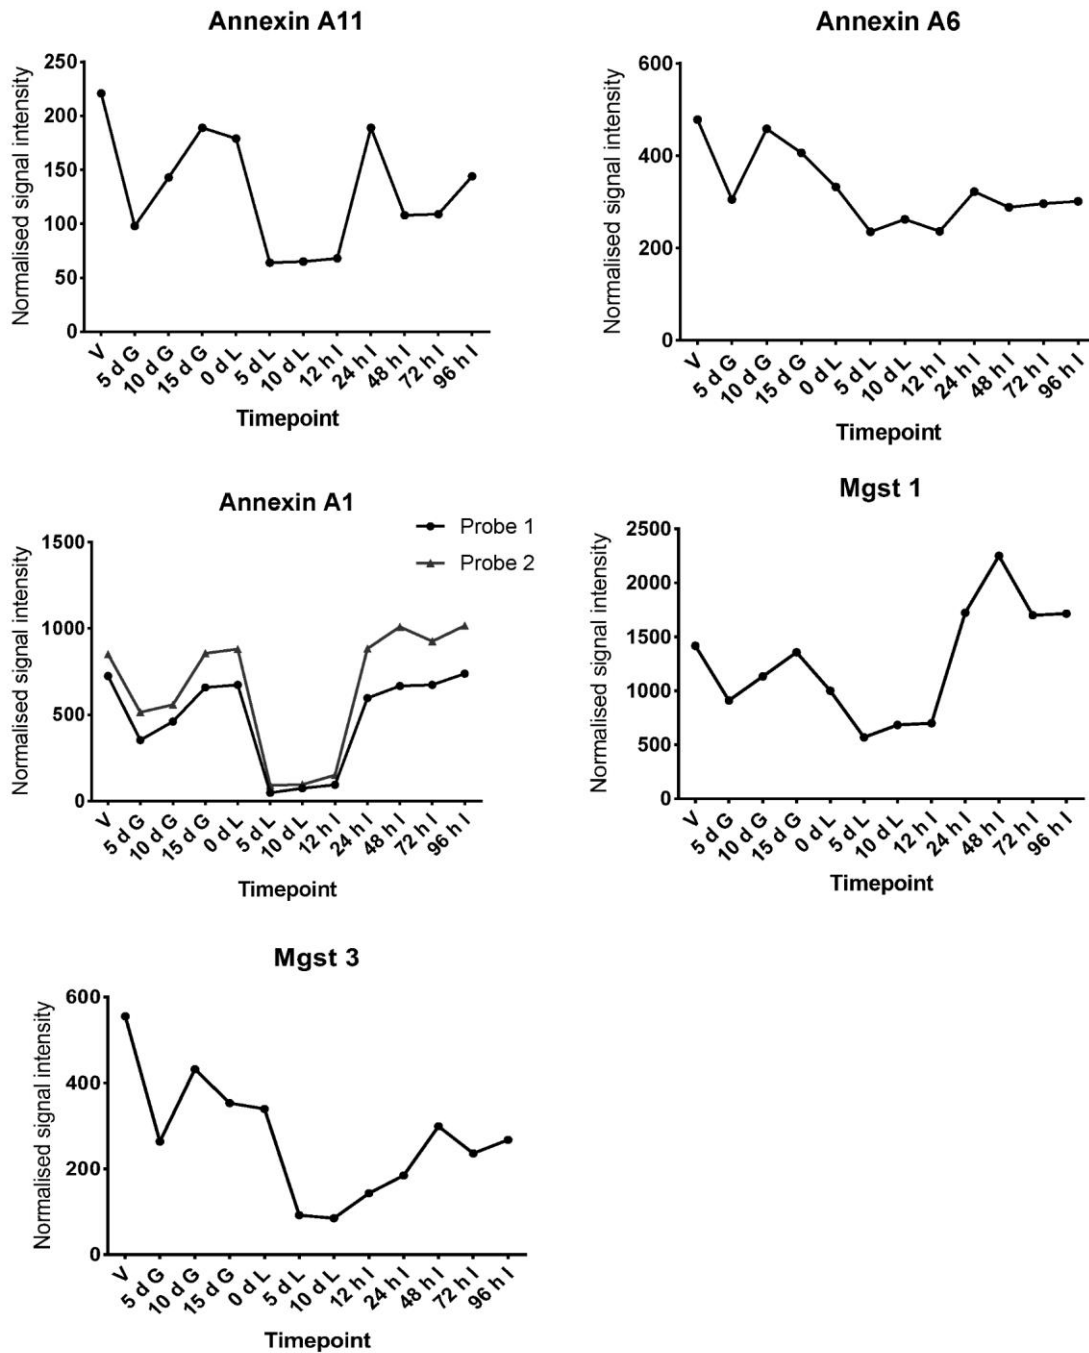 Annexin A11
Normalised signal intensity
250
200
150
100
50
0
V
5 d G
10 d G
15 d G
0 d L
5 d L
10 d L
12 h I
24 h I
48 h I
72 h I
96 h I
Timepoint
Annexin A6
Normalised signal intensity
600
400
200
0
V
5 d G
10 d G
15 d G
0 d L
5 d L
10 d L
12 h I
24 h I
48 h I
72 h I
96 h I
Timepoint
Annexin A1
Probe 1
Probe 2
Normalised signal intensity
1500
1000
500
0
V
5 d G
10 d G
15 d G
0 d L
5 d L
10 d L
12 h I
24 h I
48 h I
72 h I
96 h I
Timepoint
Mgst 1
Normalised signal intensity
2500
2000
1500
1000
500
0
V
5 d G
10 d G
15 d G
0 d L
5 d L
10 d L
12 h I
24 h I
48 h I
72 h I
96 h I
Timepoint
Mgst 3
Normalised signal intensity
600
400
200
0
V
5 d G
10 d G
15 d G
0 d L
5 d L
10 d L
12 h I
24 h I
48 h I
72 h I
96 h I
Timepoint